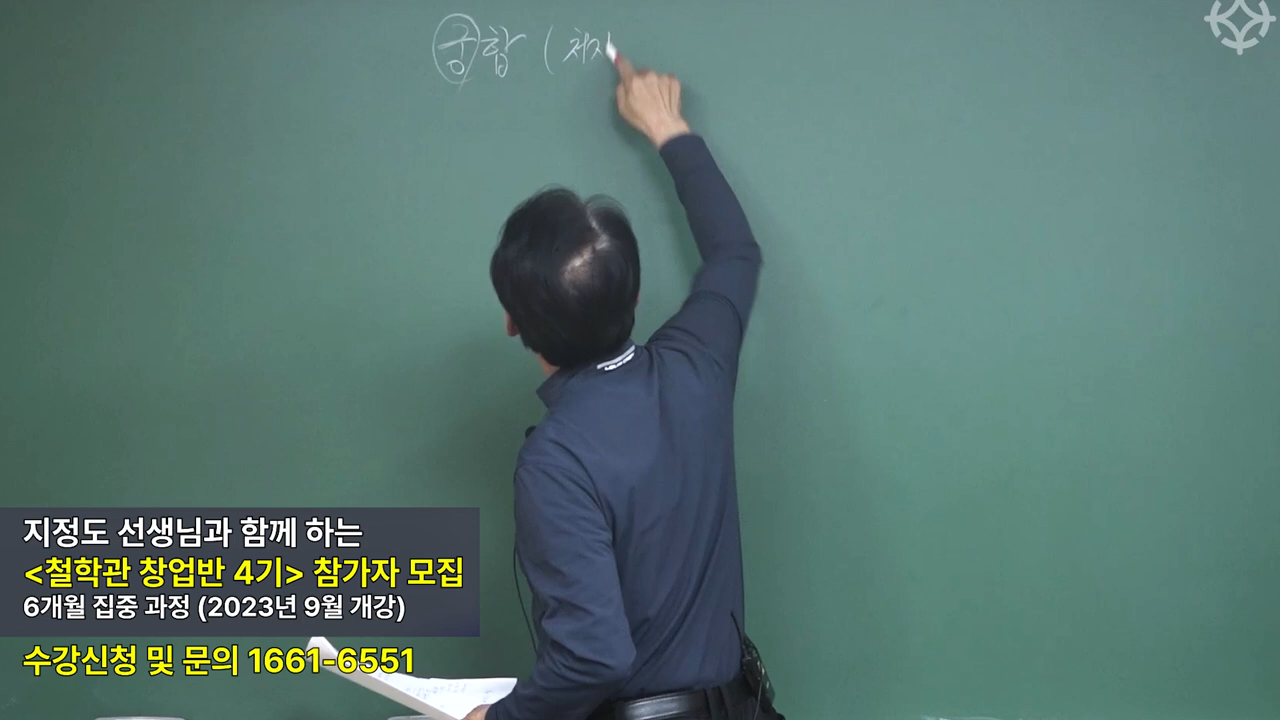 궁합 (
지정도 선생님과 함께 하는
<철학관 창업반 4기> 참가자 모집
6개월 집중 과정 (2023년 9월 개강)
수강신청 및 문의 1661-6551